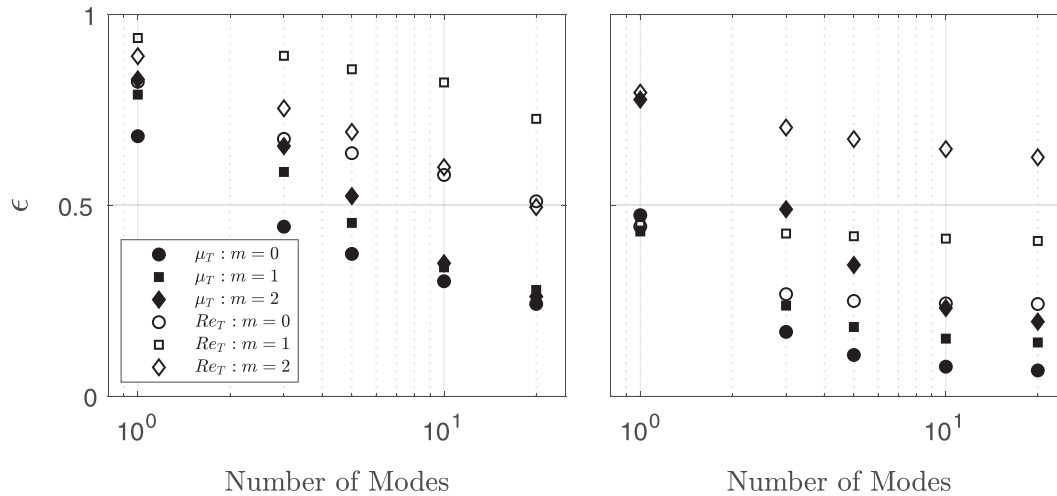 1
0.5
0
ϵ
μ_T : m = 0
μ_T : m = 1
μ_T : m = 2
Re_T : m = 0
Re_T : m = 1
Re_T : m = 2
10^0 10^1
10^0 10^1
Number of Modes
Number of Modes